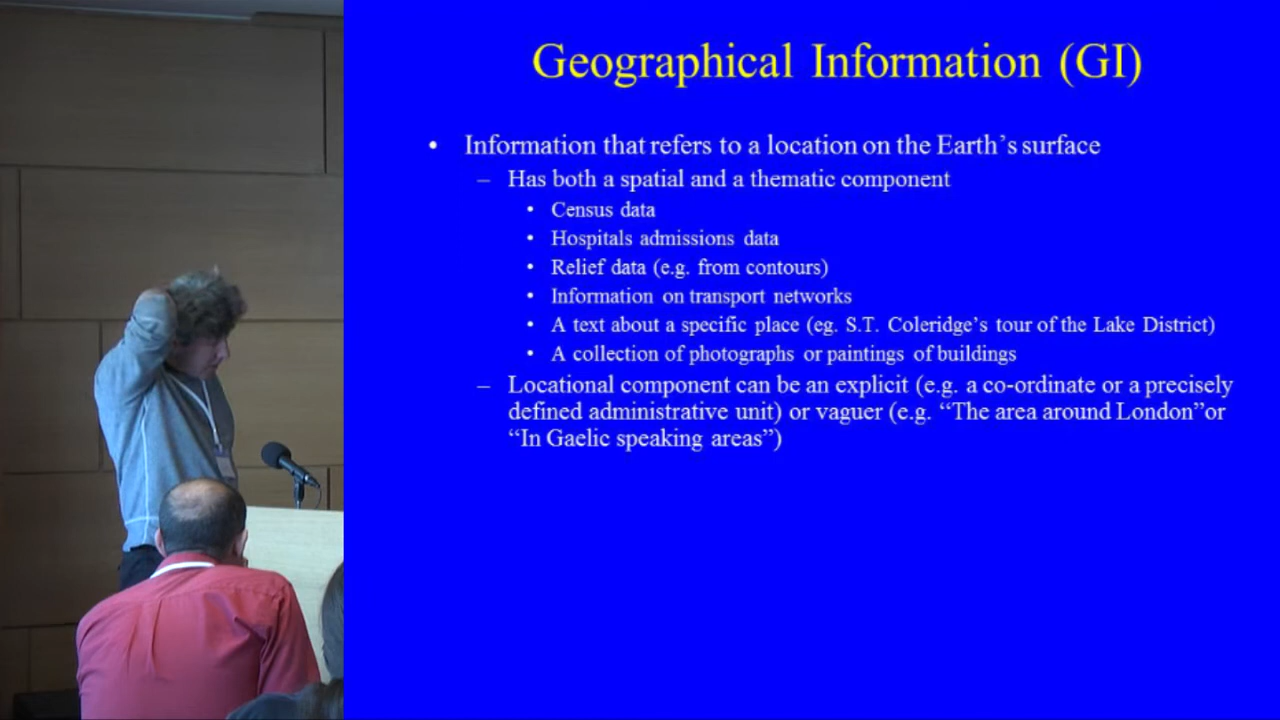 Geographical Information (GI)
• Information that refers to a location on the Earth's surface
– Has both a spatial and a thematic component
• Census data
• Hospitals admissions data
• Relief data (e.g. from contours)
• Information on transport networks
• A text about a specific place (eg. S.T. Coleridge's tour of the Lake District)
• A collection of photographs or paintings of buildings
– Locational component can be an explicit (e.g. a co-ordinate or a precisely
defined administrative unit) or vaguer (e.g. “The area around London”or
“In Gaelic speaking areas”)